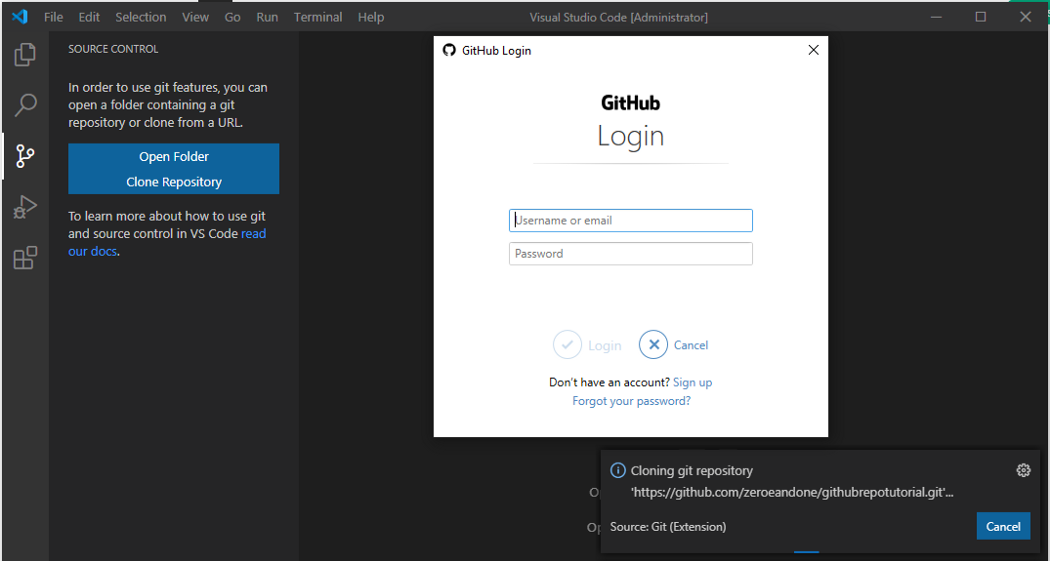 File Edit Selection View Go Run Terminal Help
Visual Studio Code [Administrator]
SOURCE CONTROL
In order to use git features, you can
open a folder containing a git
repository or clone from a URL.
Open Folder
Clone Repository
To learn more about how to use git
and source control in VS Code read
our docs.
GitHub Login
GitHub
Login
Username or email
Password
Login
Cancel
Don't have an account? Sign up
Forgot your password?
Cloning git repository
'https://github.com/zeroeandone/githubrepotutorial.git'...
Source: Git (Extension)
Cancel